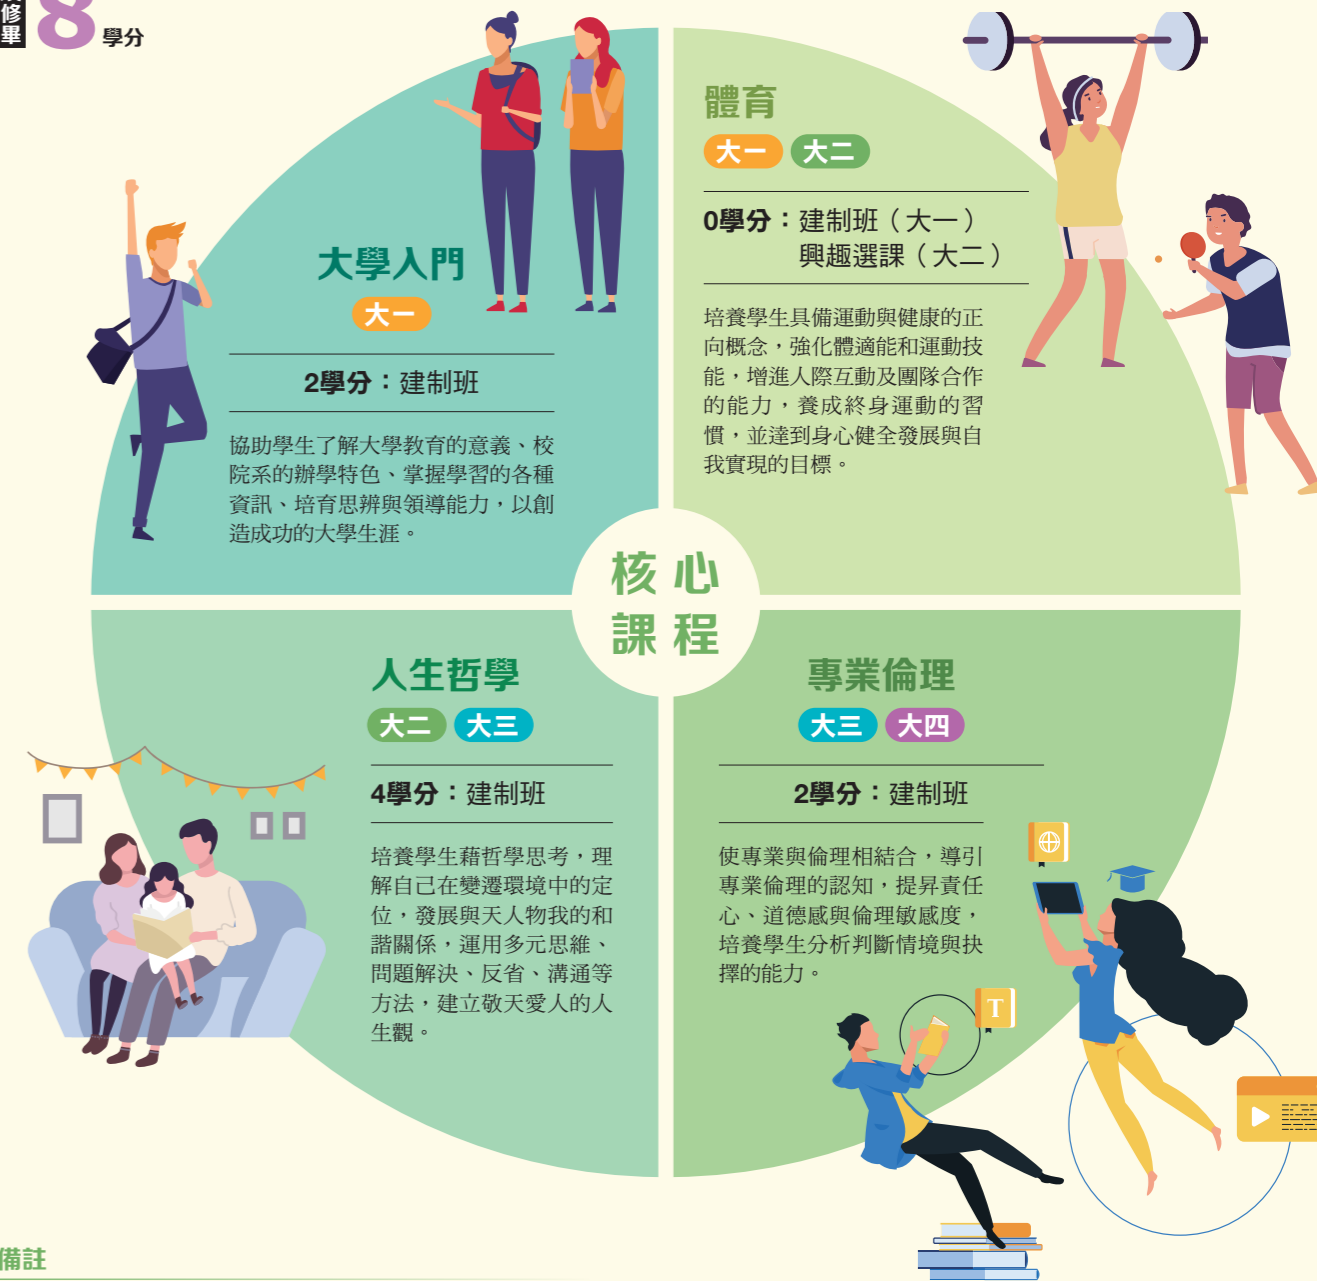 修畢
8學分
大學入門
大一
2學分：建制班
協助學生了解大學教育的意義、校
院系的辦學特色、掌握學習的各種
資訊、培育思辨與領導能力，以創
造成功的大學生涯。
體育
大一 大二
0學分：建制班（大一）
興趣選課（大二）
培養學生具備運動與健康的正
向概念，強化體適能和運動技
能，增進人際互動及團隊合作
的能力，養成終身運動的習
慣，並達到身心健全發展與自
我實現的目標。
核心
課程
人生哲學
大二 大三
4學分：建制班
培養學生藉哲學思考，理
解自己在變遷環境中的定
位，發展與天人物我的和
諧關係，運用多元思維、
問題解決、反省、溝通等
方法，建立敬天愛人的人
生觀。
專業倫理
大三 大四
2學分：建制班
使專業與倫理相結合，導引
專業倫理的認知，提昇責任
心、道德感與倫理敏感度，
培養學生分析判斷情境與抉
擇的能力。
T
備註